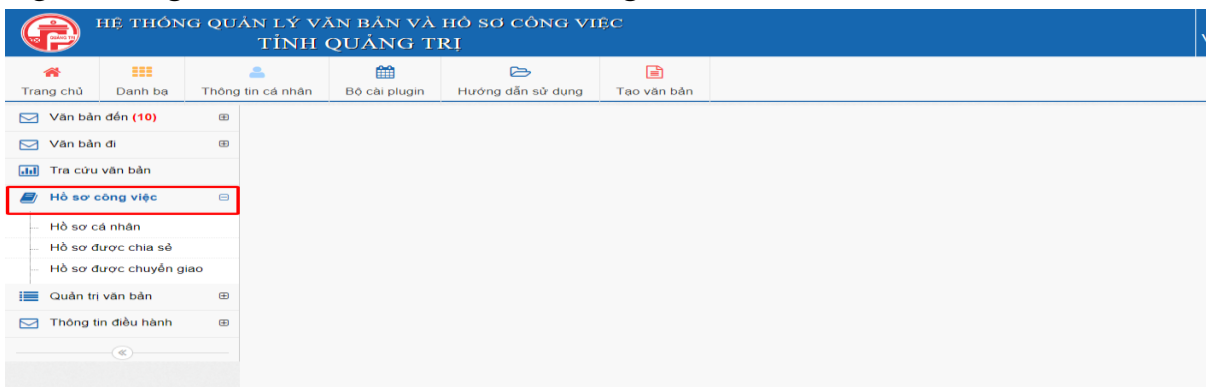 HỆ THỐNG QUẢN LÝ VĂN BẢN VÀ HỒ SƠ CÔNG VIỆC
TỈNH QUẢNG TRỊ
QUẢNG TRỊ
Trang chủ Danh bạ Thông tin cá nhân Bộ cài plugin Hướng dẫn sử dụng Tạo văn bản
Văn bản đến (10)
Văn bản đi
Tra cứu văn bản
Hồ sơ công việc
Hồ sơ cá nhân
Hồ sơ được chia sẻ
Hồ sơ được chuyển giao
Quản trị văn bản
Thông tin điều hành